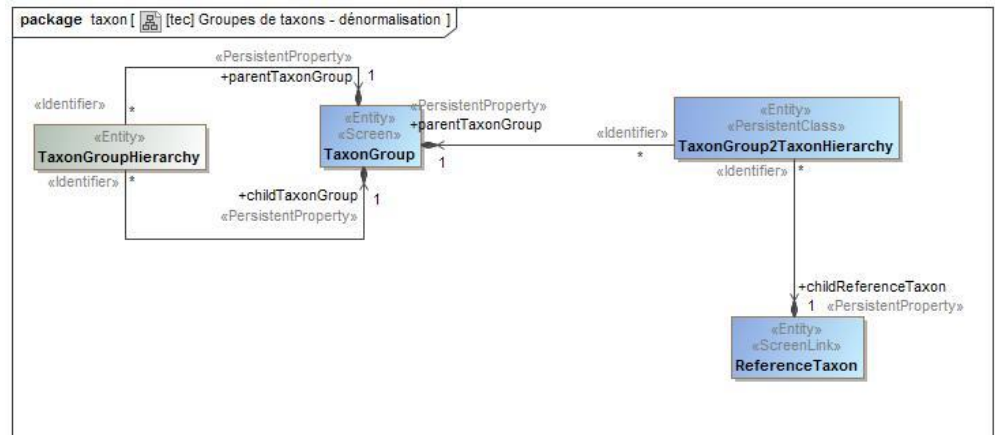 package taxon [ [tec] Groupes de taxons - dénormalisation ]
«PersistentProperty»
+parentTaxonGroup 1
«Identifier» *
«Entity»
TaxonGroupHierarchy
«Identifier» *
«Entity»
«Screen»
TaxonGroup
«PersistentProperty»
+parentTaxonGroup
1
«Identifier»
*
«Entity»
«PersistentClass»
TaxonGroup2TaxonHierarchy
«Identifier» *
+childTaxonGroup 1
«PersistentProperty»
+childReferenceTaxon
1 «PersistentProperty»
«Entity»
«ScreenLink»
ReferenceTaxon